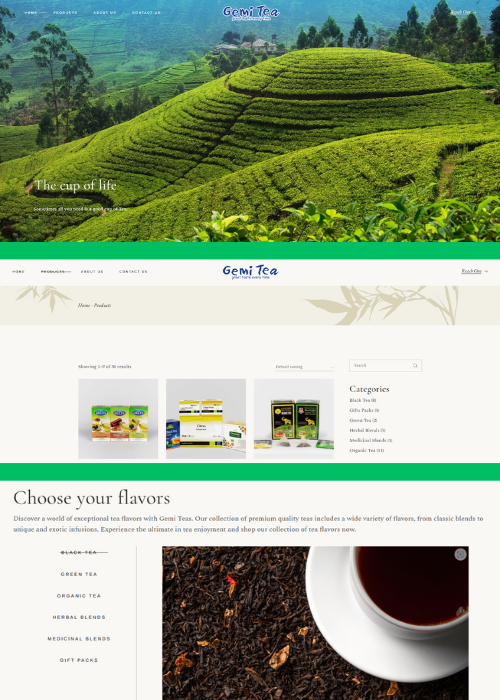 HOME PRODUCTS ABOUT US CONTACT US
Gemi Tea
your taste every time
Reach Out
The cup of life
Sometimes all you need is a good cup of Tea
HOME PRODUCTS ABOUT US CONTACT US
Gemi Tea
your taste every time
Reach Out
Home - Products
Showing 1–9 of 36 results
Default sorting
Search
Categories
Black Tea (8)
Gifts Packs (5)
Green Tea (2)
Herbal Blends (5)
Medicinal Blends (5)
Organic Tea (11)
Choose your flavors
Discover a world of exceptional tea flavors with Gemi Teas. Our collection of premium quality teas includes a wide variety of flavors, from classic blends to
unique and exotic infusions. Experience the ultimate in tea enjoyment and shop our collection of tea flavors now.
BLACK TEA
GREEN TEA
ORGANIC TEA
HERBAL BLENDS
MEDICINAL BLENDS
GIFT PACKS